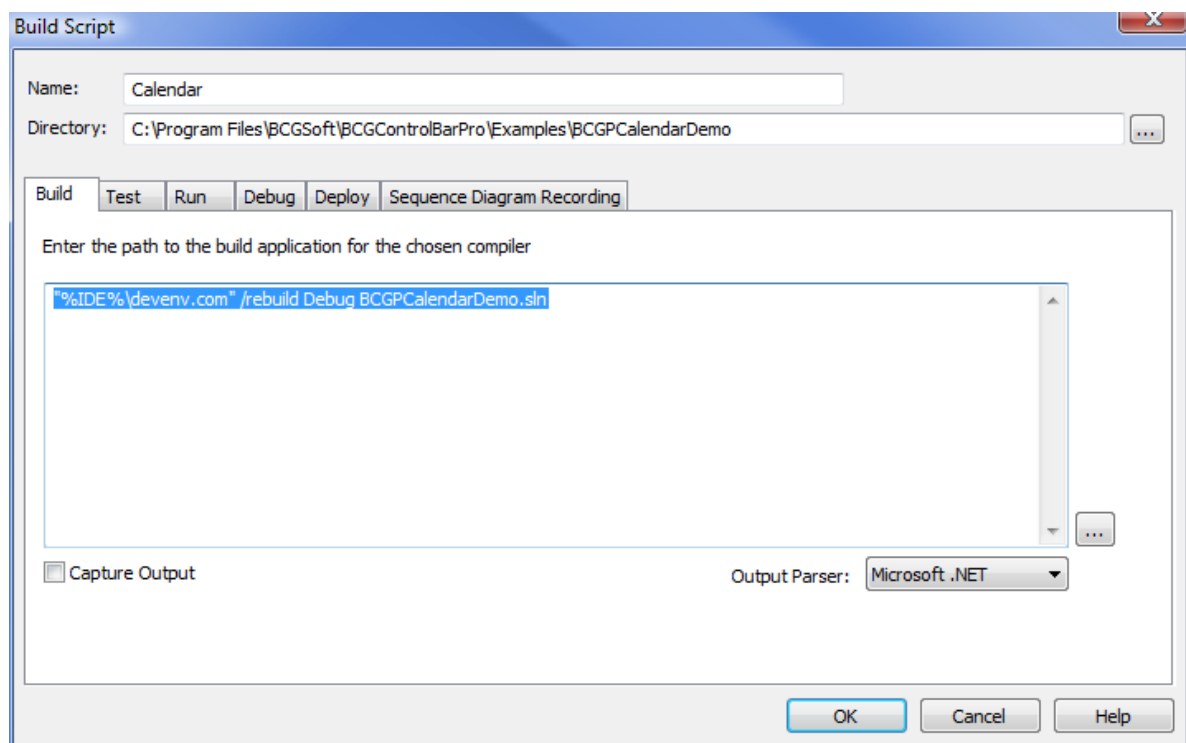 Build Script
Name: Calendar
Directory: C:\Program Files\BCGSoft\BCGControlBarPro\Examples\BCGPCalendarDemo ...
Build Test Run Debug Deploy Sequence Diagram Recording
Enter the path to the build application for the chosen compiler
"%IDE%\devenv.com" /rebuild Debug BCGPCalendarDemo.sln
...
Capture Output Output Parser: Microsoft .NET
OK Cancel Help